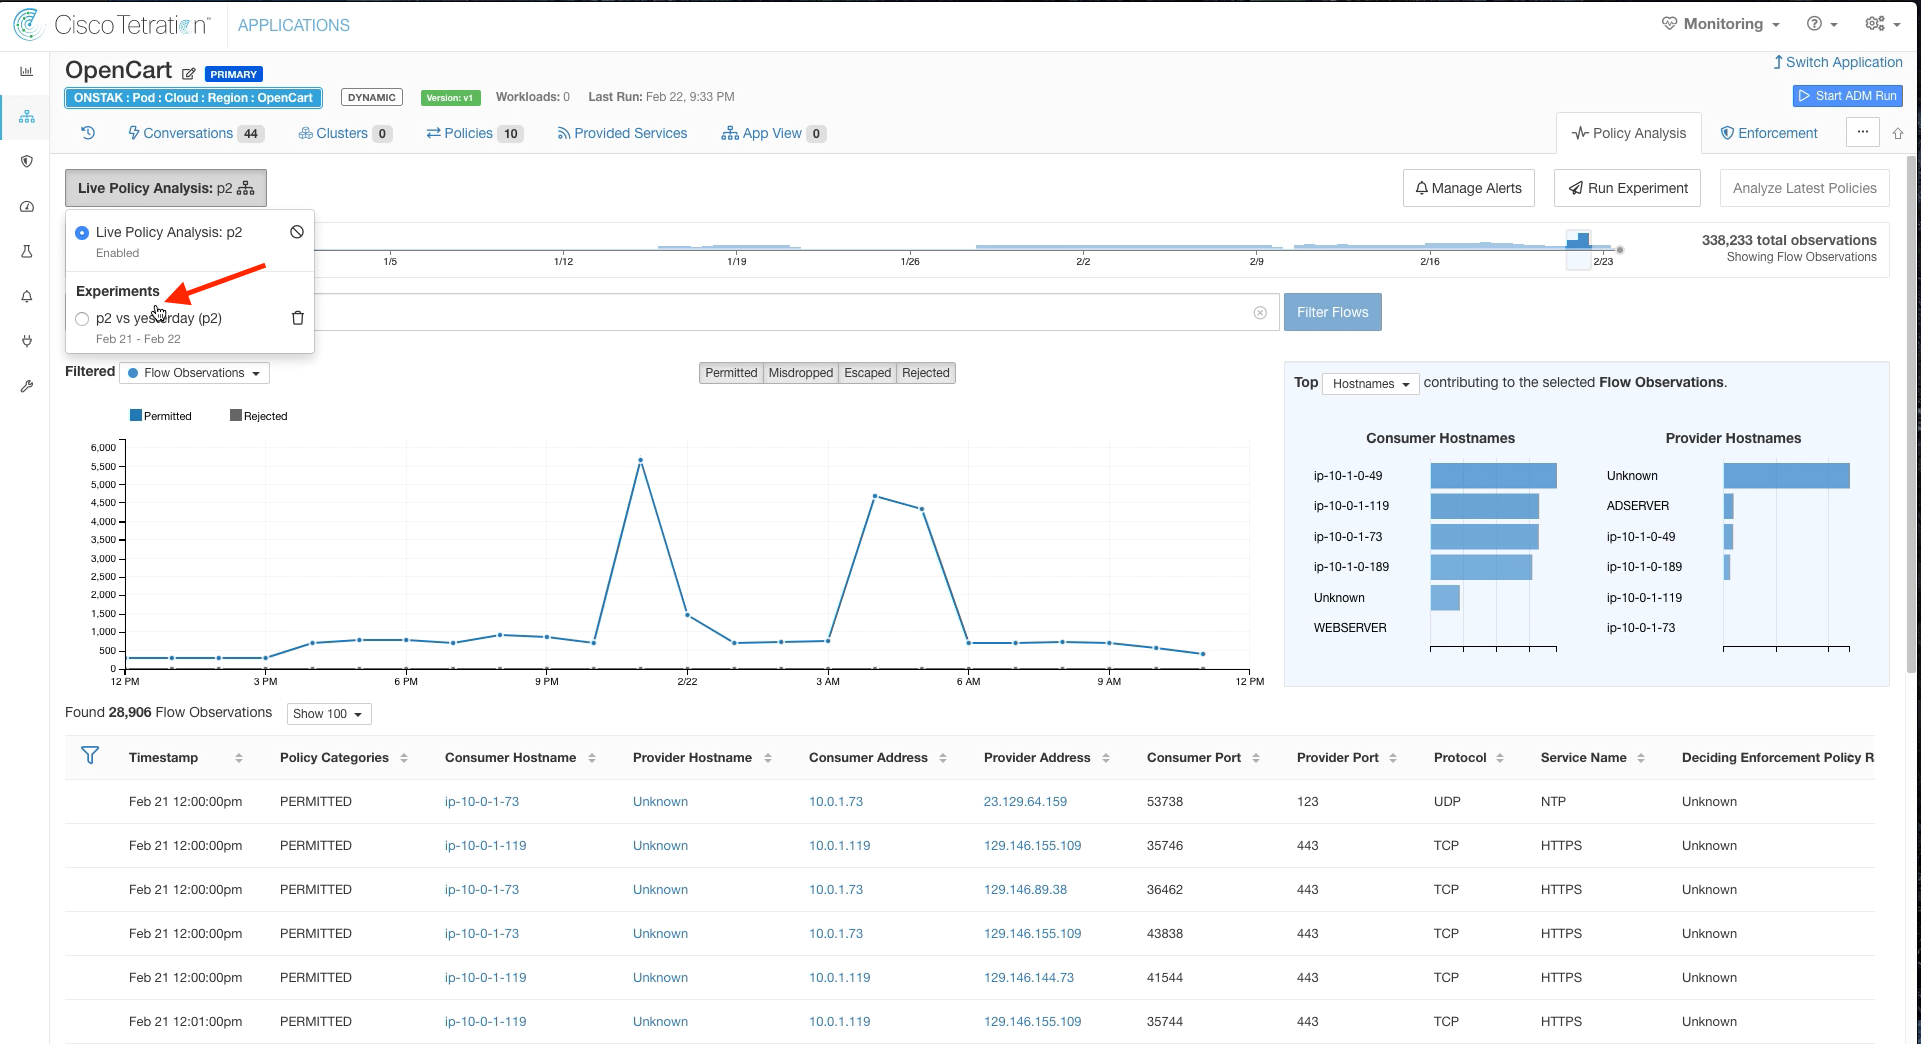 Cisco Tetration™ APPLICATIONS Monitoring
OpenCart PRIMARY Switch Application
ONSTAK : Pod : Cloud : Region : OpenCart DYNAMIC Version: v1 Workloads: 0 Last Run: Feb 22, 9:33 PM Start ADM Run
Conversations 44 Clusters 0 Policies 10 Provided Services App View 0 Policy Analysis Enforcement ...
Live Policy Analysis: p2 Manage Alerts Run Experiment Analyze Latest Policies
Live Policy Analysis: p2
Enabled
1/5 1/12 1/19 1/26 2/2 2/9 2/16 2/23
338,233 total observations
Showing Flow Observations
Experiments
p2 vs yesterday (p2)
Feb 21 - Feb 22
Filter Flows
Filtered Flow Observations Permitted Misdropped Escaped Rejected
Permitted Rejected
6,000
5,500
5,000
4,500
4,000
3,500
3,000
2,500
2,000
1,500
1,000
500
0
12 PM 3 PM 6 PM 9 PM 2/22 3 AM 6 AM 9 AM 12 PM
Top Hostnames contributing to the selected Flow Observations.
Consumer Hostnames Provider Hostnames
ip-10-1-0-49 Unknown
ip-10-0-1-119 ADSERVER
ip-10-0-1-73 ip-10-1-0-49
ip-10-1-0-189 ip-10-1-0-189
Unknown ip-10-0-1-119
WEBSERVER ip-10-0-1-73
Found 28,906 Flow Observations Show 100
Timestamp Policy Categories Consumer Hostname Provider Hostname Consumer Address Provider Address Consumer Port Provider Port Protocol Service Name Deciding Enforcement Policy R
Feb 21 12:00:00pm PERMITTED ip-10-0-1-73 Unknown 10.0.1.73 23.129.64.159 53738 123 UDP NTP Unknown
Feb 21 12:00:00pm PERMITTED ip-10-0-1-119 Unknown 10.0.1.119 129.146.155.109 35746 443 TCP HTTPS Unknown
Feb 21 12:00:00pm PERMITTED ip-10-0-1-73 Unknown 10.0.1.73 129.146.89.38 36462 443 TCP HTTPS Unknown
Feb 21 12:00:00pm PERMITTED ip-10-0-1-73 Unknown 10.0.1.73 129.146.155.109 43838 443 TCP HTTPS Unknown
Feb 21 12:00:00pm PERMITTED ip-10-0-1-119 Unknown 10.0.1.119 129.146.144.73 41544 443 TCP HTTPS Unknown
Feb 21 12:01:00pm PERMITTED ip-10-0-1-119 Unknown 10.0.1.119 129.146.155.109 35744 443 TCP HTTPS Unknown